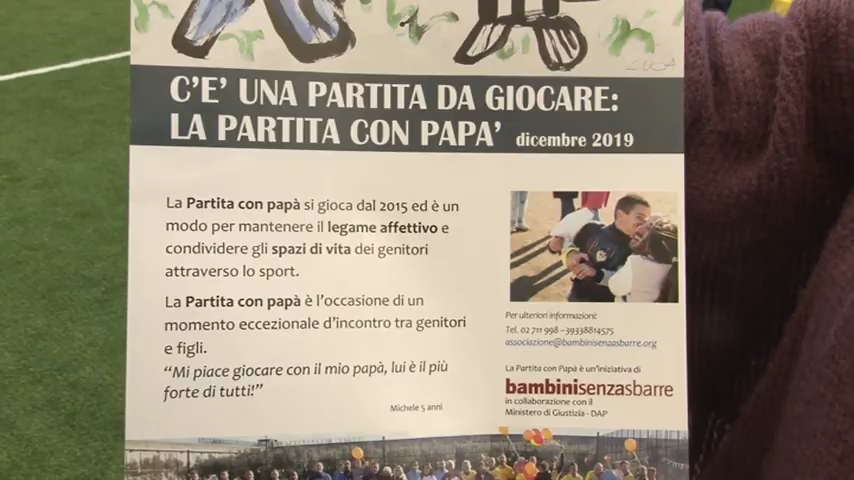 LUCA
C'E' UNA PARTITA DA GIOCARE:
LA PARTITA CON PAPA' dicembre 2019
La Partita con papà si gioca dal 2015 ed è un
modo per mantenere il legame affettivo e
condividere gli spazi di vita dei genitori
attraverso lo sport.
La Partita con papà è l'occasione di un
momento eccezionale d'incontro tra genitori
e figli.
“Mi piace giocare con il mio papà, lui è il più
forte di tutti!”
Michele 5 anni
Per ulteriori informazioni:
Tel. 02 711 998 –39338814575
associazione@bambinisenzasbarre.org
La Partita con Papà è un'iniziativa di
bambinisenzasbarre
in collaborazione con il
Ministero di Giustizia - DAP